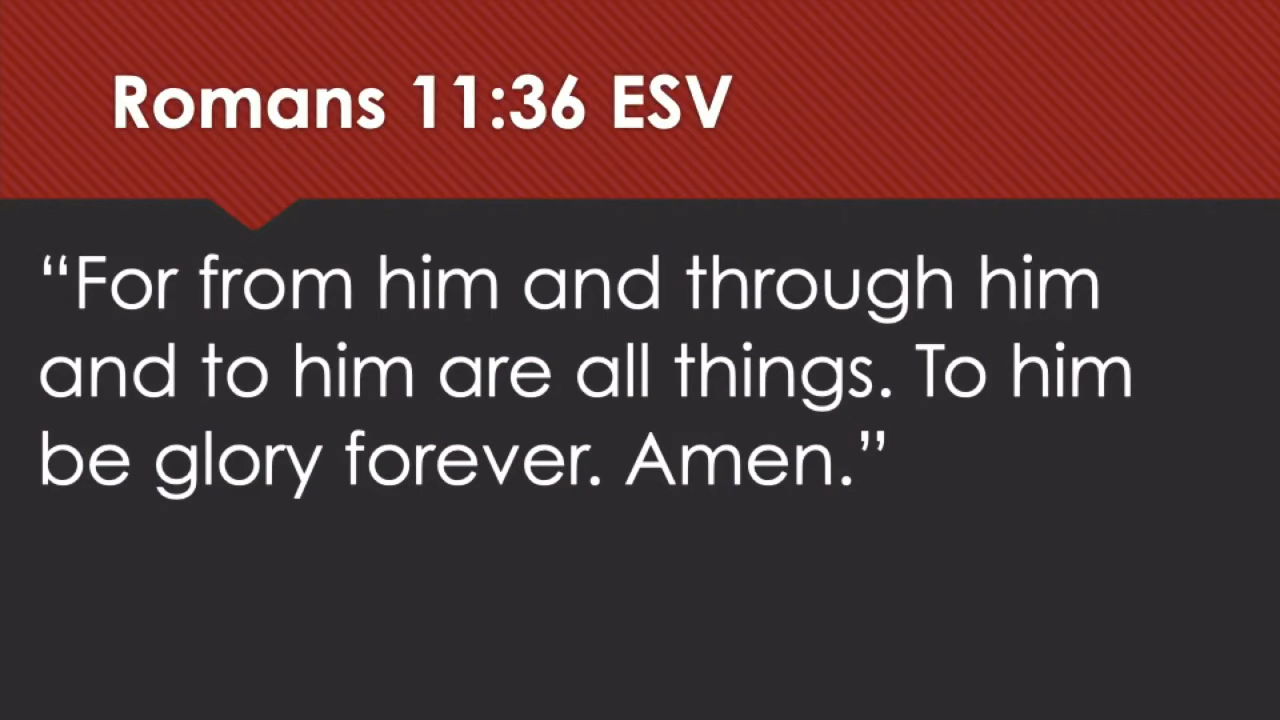 Romans 11:36 ESV
“For from him and through him
and to him are all things. To him
be glory forever. Amen.”